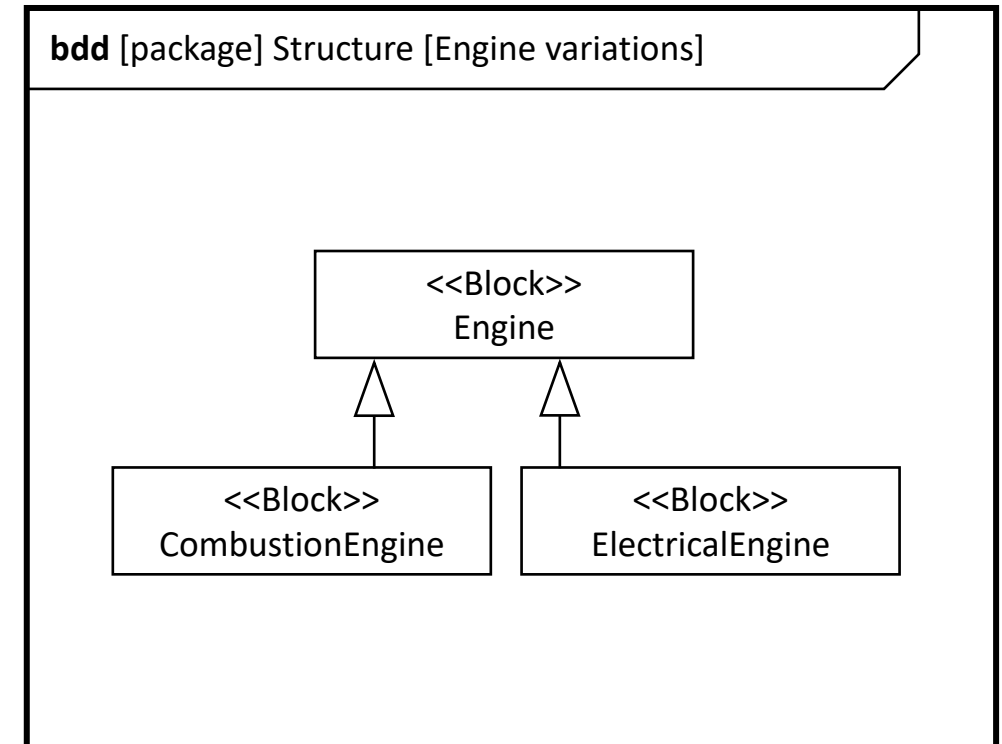 bdd [package] Structure [Engine variations]
<<Block>>
Engine
<<Block>>
CombustionEngine
<<Block>>
ElectricalEngine